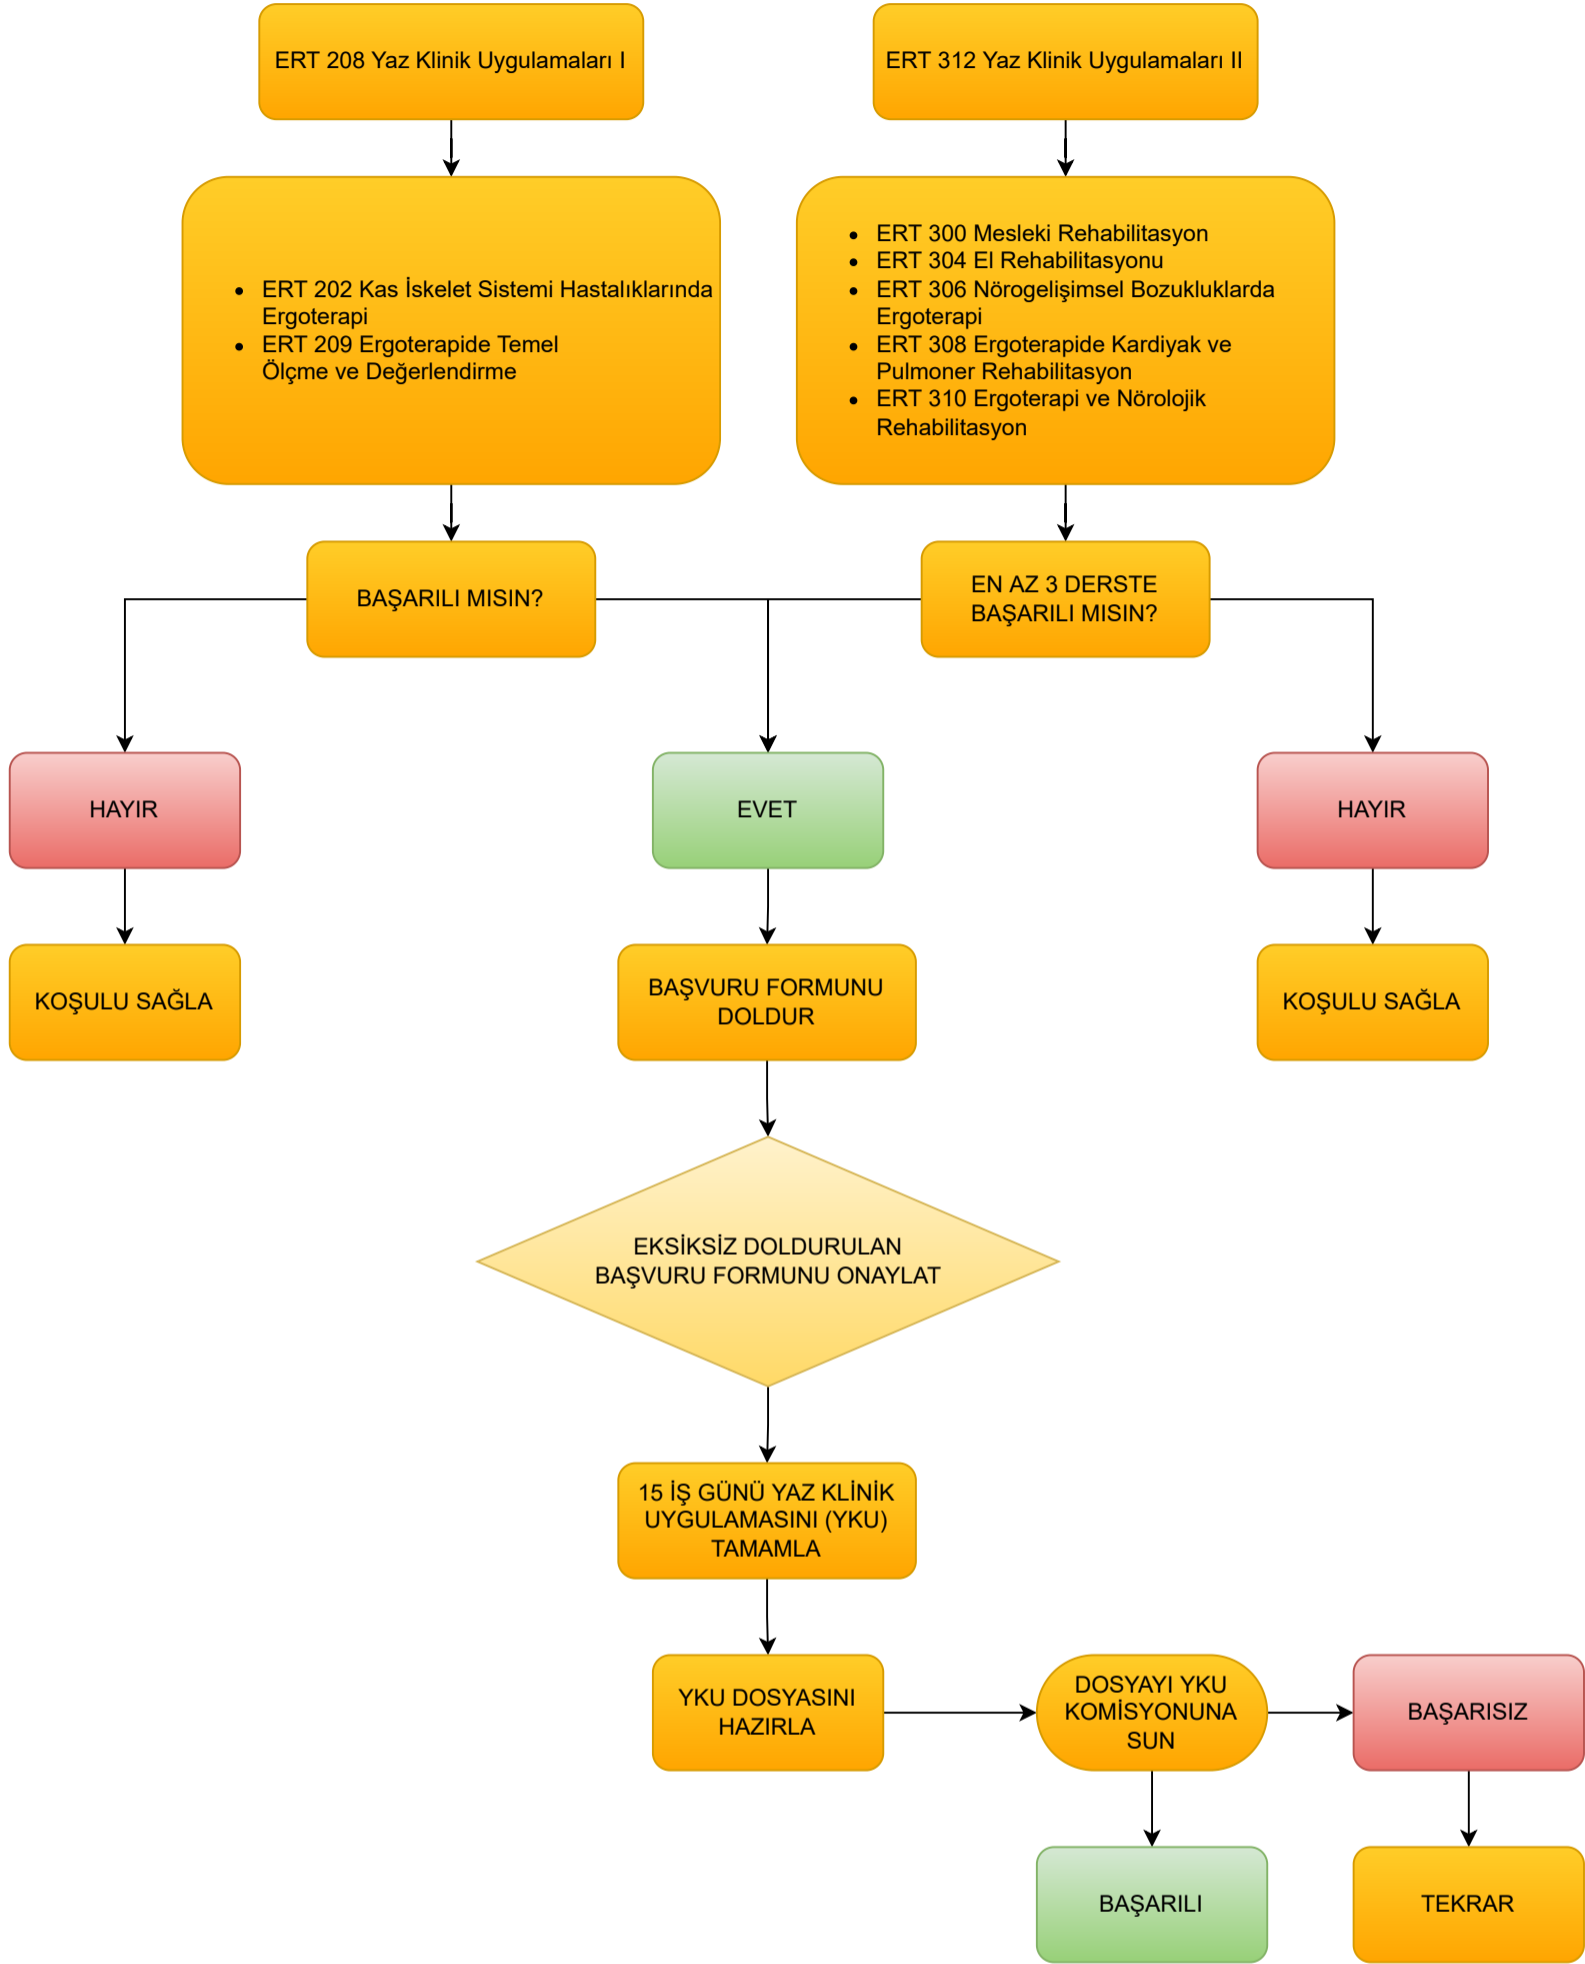 ERT 208 Yaz Klinik Uygulamaları I
ERT 312 Yaz Klinik Uygulamaları II
• ERT 202 Kas İskelet Sistemi Hastalıklarında
Ergoterapi
• ERT 209 Ergoterapide Temel
Ölçme ve Değerlendirme
• ERT 300 Mesleki Rehabilitasyon
• ERT 304 El Rehabilitasyonu
• ERT 306 Nörogelişimsel Bozukluklarda
Ergoterapi
• ERT 308 Ergoterapide Kardiyak ve
Pulmoner Rehabilitasyon
• ERT 310 Ergoterapi ve Nörolojik
Rehabilitasyon
BAŞARILI MISIN?
EN AZ 3 DERSTE
BAŞARILI MISIN?
HAYIR
EVET
HAYIR
KOŞULU SAĞLA
BAŞVURU FORMUNU
DOLDUR
KOŞULU SAĞLA
EKSİKSİZ DOLDURULAN
BAŞVURU FORMUNU ONAYLAT
15 İŞ GÜNÜ YAZ KLİNİK
UYGULAMASINI (YKU)
TAMAMLA
YKU DOSYASINI
HAZIRLA
DOSYAYI YKU
KOMİSYONUNA
SUN
BAŞARISIZ
BAŞARILI
TEKRAR